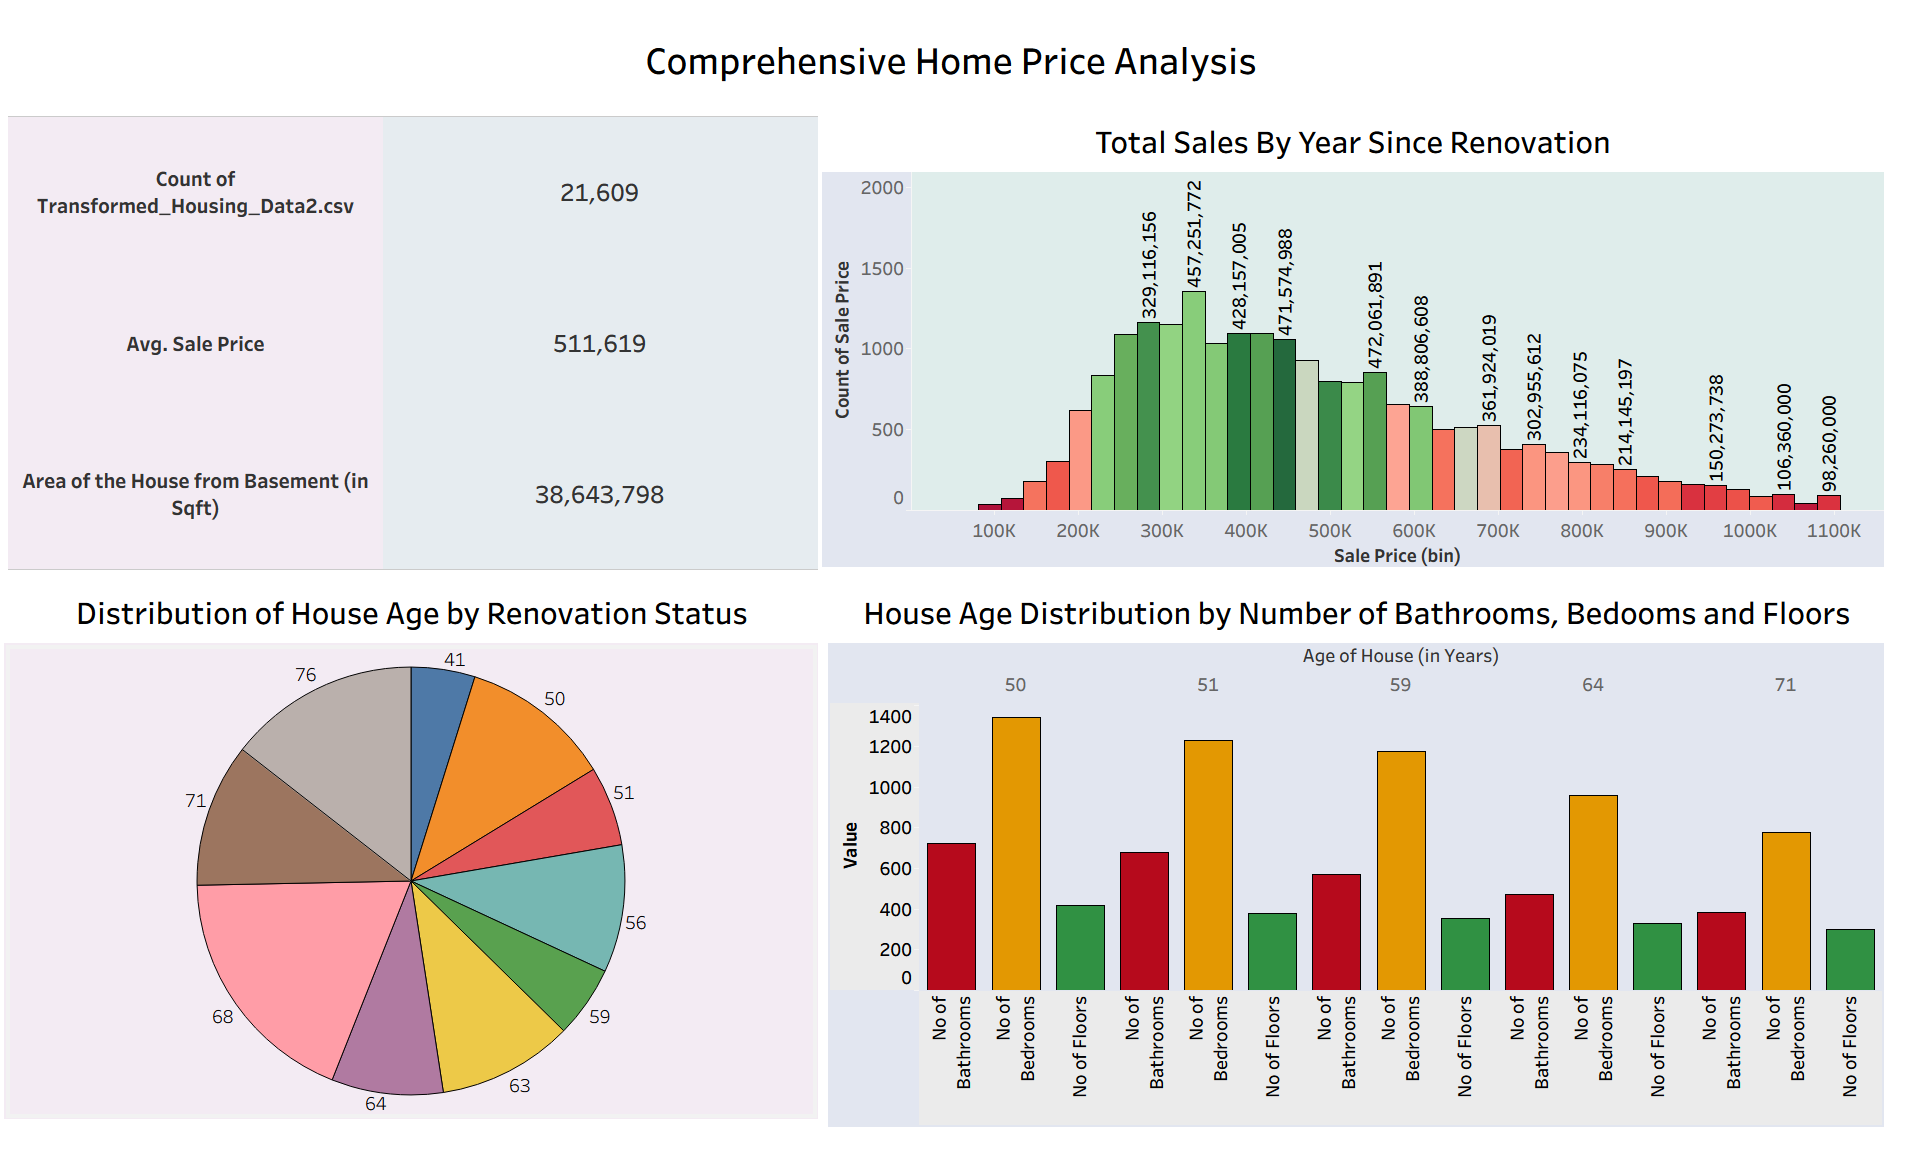 Comprehensive Home Price Analysis
Count of
Transformed_Housing_Data2.csv
21,609
Avg. Sale Price
511,619
Area of the House from Basement (in
Sqft)
38,643,798
Total Sales By Year Since Renovation
Count of Sale Price
2000
1500
1000
500
0
329,116,156
457,251,772
428,157,005
471,574,988
472,061,891
388,806,608
361,924,019
302,955,612
234,116,075
214,145,197
150,273,738
106,360,000
98,260,000
100K
200K
300K
400K
500K
600K
700K
800K
900K
1000K
1100K
Sale Price (bin)
Distribution of House Age by Renovation Status
41
50
51
56
59
63
64
68
71
76
House Age Distribution by Number of Bathrooms, Bedooms and Floors
Age of House (in Years)
50
51
59
64
71
Value
1400
1200
1000
800
600
400
200
0
No of
Bathrooms
No of
Bedrooms
No of Floors
No of
Bathrooms
No of
Bedrooms
No of Floors
No of
Bathrooms
No of
Bedrooms
No of Floors
No of
Bathrooms
No of
Bedrooms
No of Floors
No of
Bathrooms
No of
Bedrooms
No of Floors